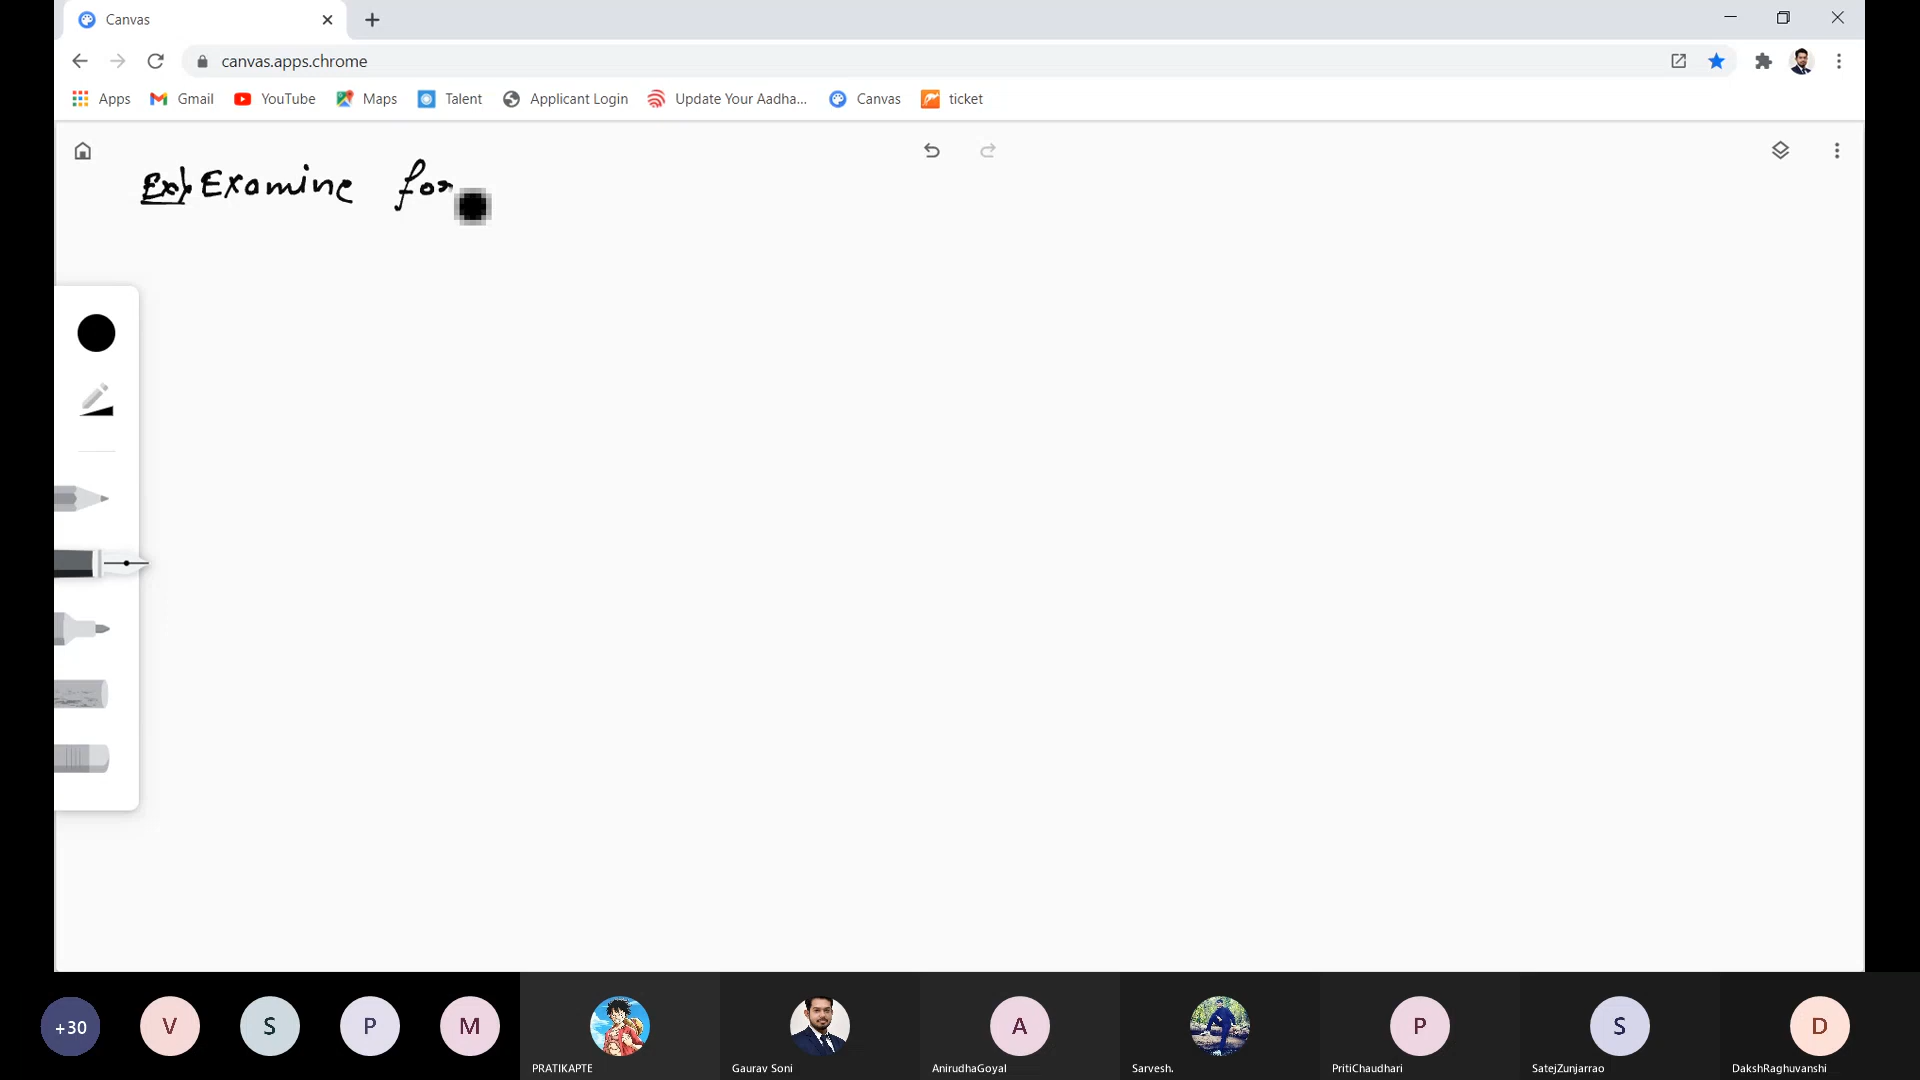 Canvas
canvas.apps.chrome
Apps Gmail YouTube Maps Talent Applicant Login Update Your Aadha... Canvas ticket
Ex) Examine for
+30 V S P M A P S D
PRATIKAPTE Gaurav Soni AnirudhaGoyal Sarvesh. PritiChaudhari SatejZunjarrao DakshRaghuvanshi